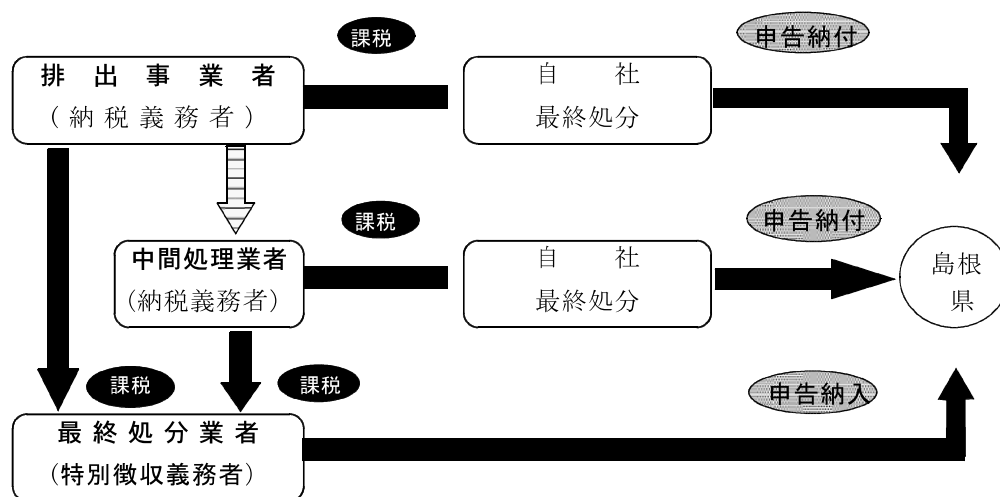 課税
申告納付
排出事業者
(納税義務者)
自社
最終処分
課税
申告納付
中間処理業者
(納税義務者)
自社
最終処分
島根
県
課税
課税
申告納入
最終処分業者
(特別徴収義務者)